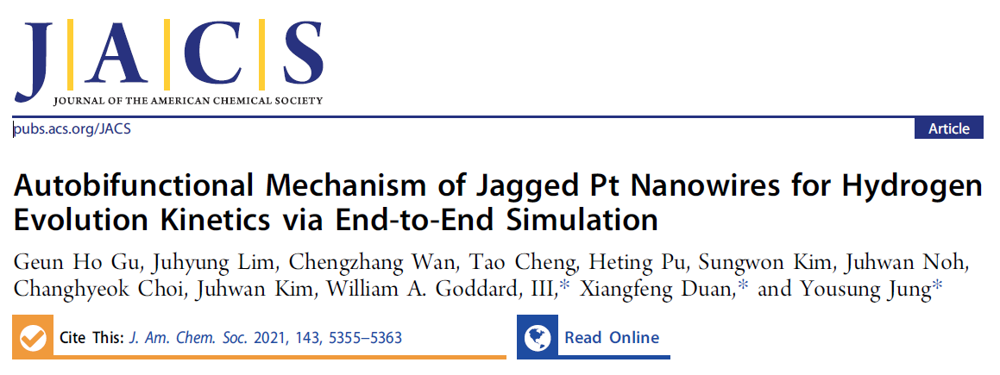 J|A|C|S
JOURNAL OF THE AMERICAN CHEMICAL SOCIETY
pubs.acs.org/JACS
Article
Autobifunctional Mechanism of Jagged Pt Nanowires for Hydrogen
Evolution Kinetics via End-to-End Simulation
Geun Ho Gu, Juhyung Lim, Chengzhang Wan, Tao Cheng, Heting Pu, Sungwon Kim, Juhwan Noh,
Changhyeok Choi, Juhwan Kim, William A. Goddard, III,* Xiangfeng Duan,* and Yousung Jung*
Cite This: J. Am. Chem. Soc. 2021, 143, 5355–5363
Read Online